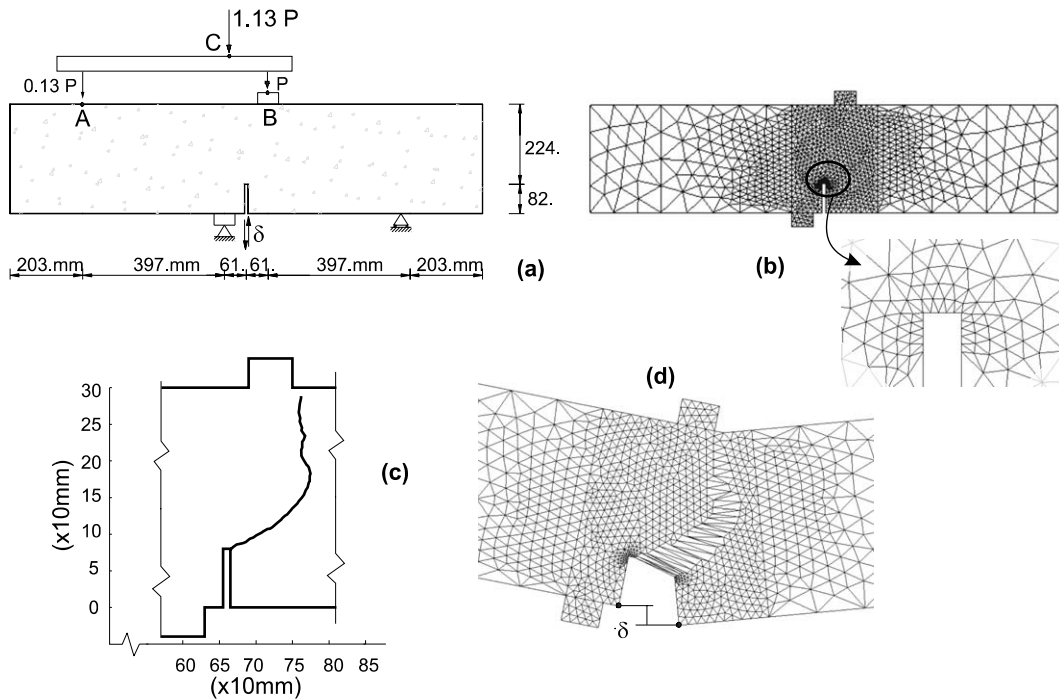 1.13 P
C
0.13 P
P
A
B
224.
82.
δ
203.mm 397.mm 61. 61. 397.mm 203.mm
(a)
(b)
(c)
30
25
20
15
10
5
0
(x10mm)
60 65 70 75 80 85
(x10mm)
(d)
·δ